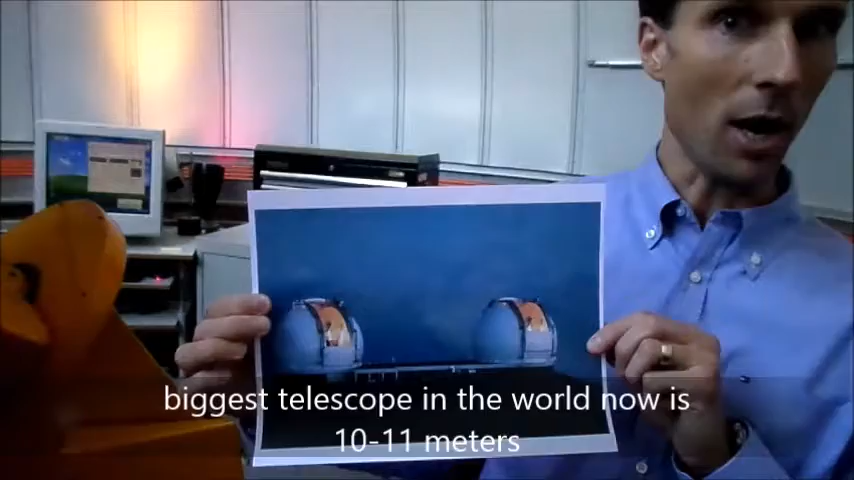 biggest telescope in the world now is
10-11 meters